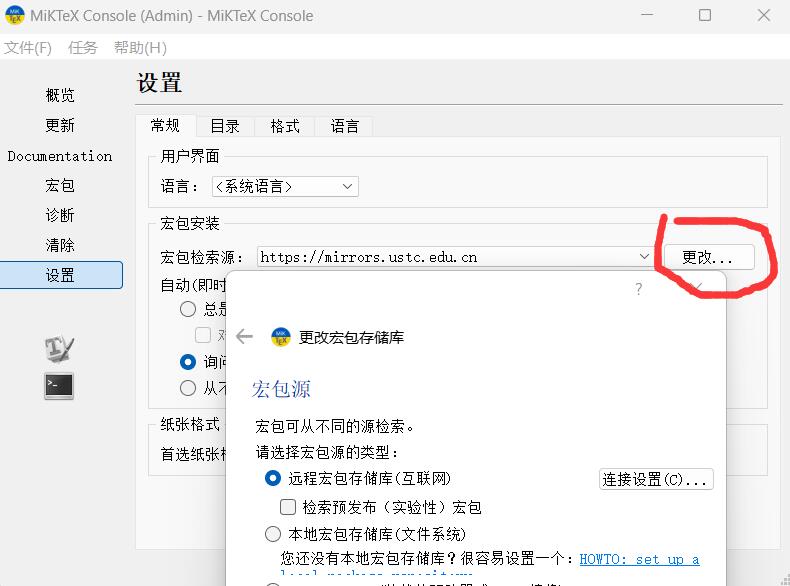 MiKTeX Console (Admin) - MiKTeX Console
文件(F) 任务 帮助(H)
概览
更新
Documentation
宏包
诊断
清除
设置
设置
常规 目录 格式 语言
用户界面
语言： <系统语言>
宏包安装
宏包检索源： https://mirrors.ustc.edu.cn 更改...
自动(即时
总是
询问
从不
纸张格式
首选纸张
?
更改宏包存储库
宏包源
宏包可从不同的源检索。
请选择宏包源的类型：
远程宏包存储库(互联网) 连接设置(C)...
检索预发布（实验性）宏包
本地宏包存储库(文件系统)
您还没有本地宏包存储库？很容易设置一个：HOWTO: set up a